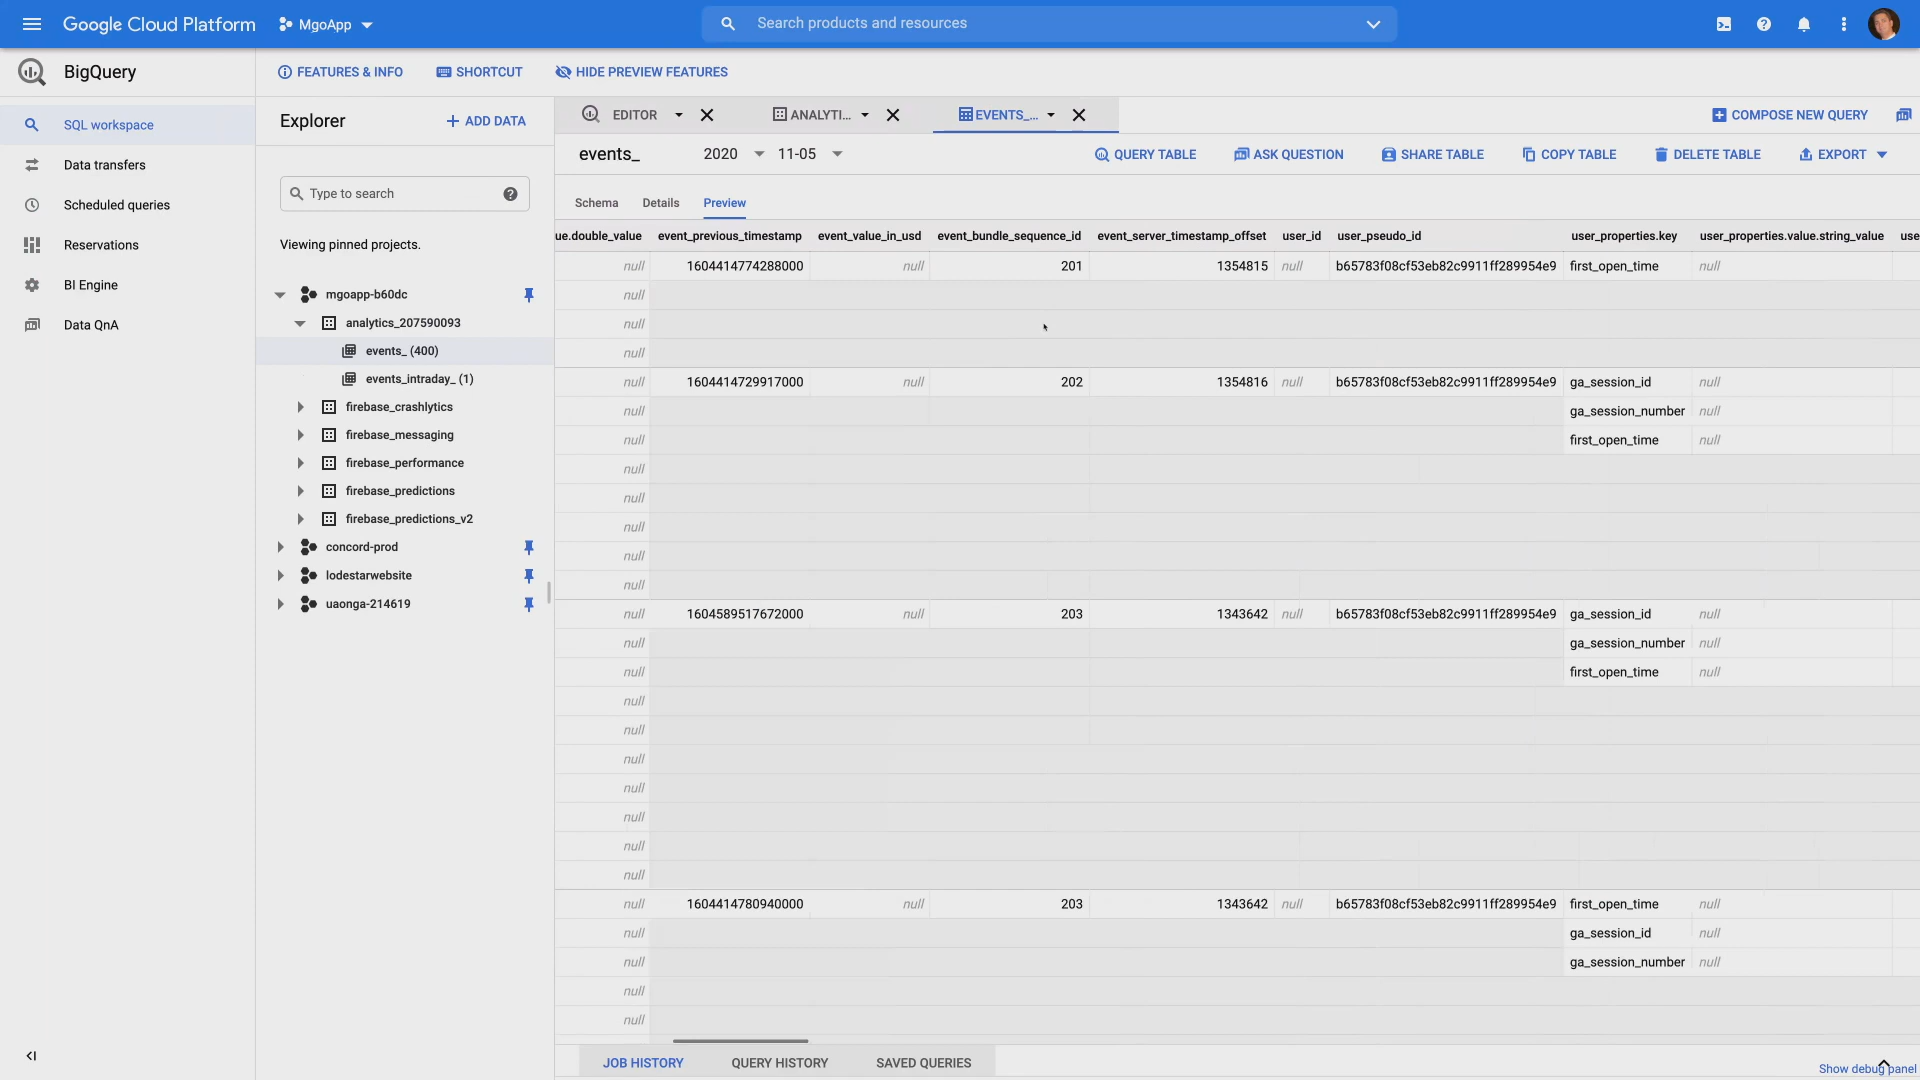 Google Cloud Platform MgoApp Search products and resources
BigQuery FEATURES & INFO SHORTCUT HIDE PREVIEW FEATURES
SQL workspace
Data transfers
Scheduled queries
Reservations
BI Engine
Data QnA
Explorer ADD DATA
Type to search
Viewing pinned projects.
mgoapp-b60dc
analytics_207590093
events_ (400)
events_intraday_ (1)
firebase_crashlytics
firebase_messaging
firebase_performance
firebase_predictions
firebase_predictions_v2
concord-prod
lodestarwebsite
uaonga-214619
EDITOR ANALYTI... EVENTS_... COMPOSE NEW QUERY
events_ 2020 11-05 QUERY TABLE ASK QUESTION SHARE TABLE COPY TABLE DELETE TABLE EXPORT
Schema Details Preview
ue.double_value event_previous_timestamp event_value_in_usd event_bundle_sequence_id event_server_timestamp_offset user_id user_pseudo_id user_properties.key user_properties.value.string_value use
null 1604414774288000 null 201 1354815 null b65783f08cf53eb82c9911ff289954e9 first_open_time null
null
null
null
null 1604414729917000 null 202 1354816 null b65783f08cf53eb82c9911ff289954e9 ga_session_id null
null ga_session_number null
null first_open_time null
null
null
null
null
null
null 1604589517672000 null 203 1343642 null b65783f08cf53eb82c9911ff289954e9 ga_session_id null
null ga_session_number null
null first_open_time null
null
null
null
null
null
null
null
null 1604414780940000 null 203 1343642 null b65783f08cf53eb82c9911ff289954e9 first_open_time null
null ga_session_id null
null ga_session_number null
null
null
JOB HISTORY QUERY HISTORY SAVED QUERIES
Show debug panel